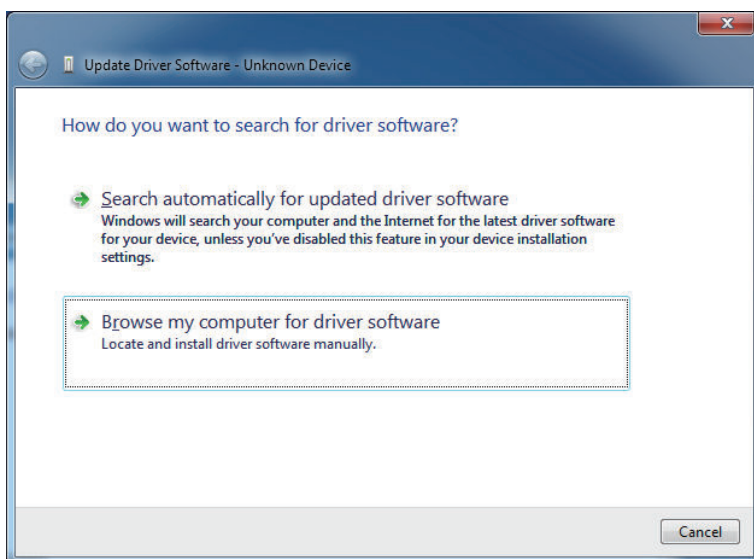 Update Driver Software - Unknown Device
How do you want to search for driver software?
Search automatically for updated driver software
Windows will search your computer and the Internet for the latest driver software
for your device, unless you've disabled this feature in your device installation
settings.
Browse my computer for driver software
Locate and install driver software manually.
Cancel